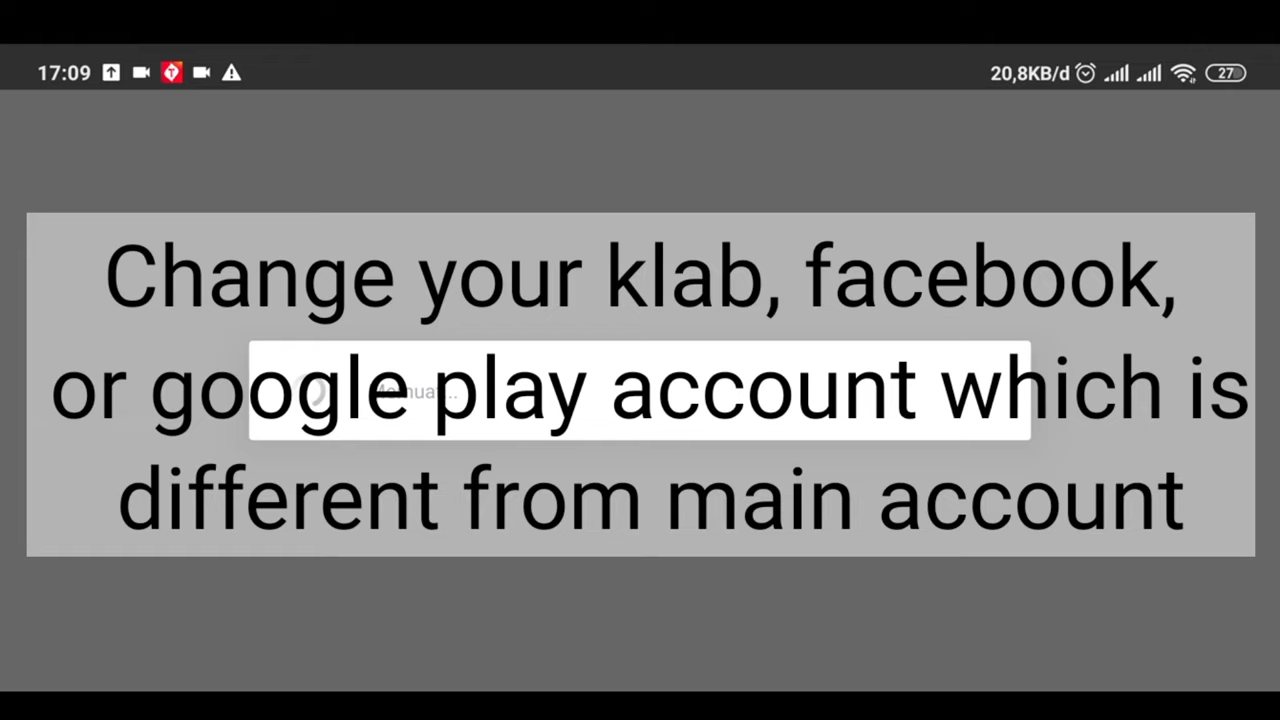 17:09
20,8KB/d
27
Change your klab, facebook,
or google play account which is
different from main account